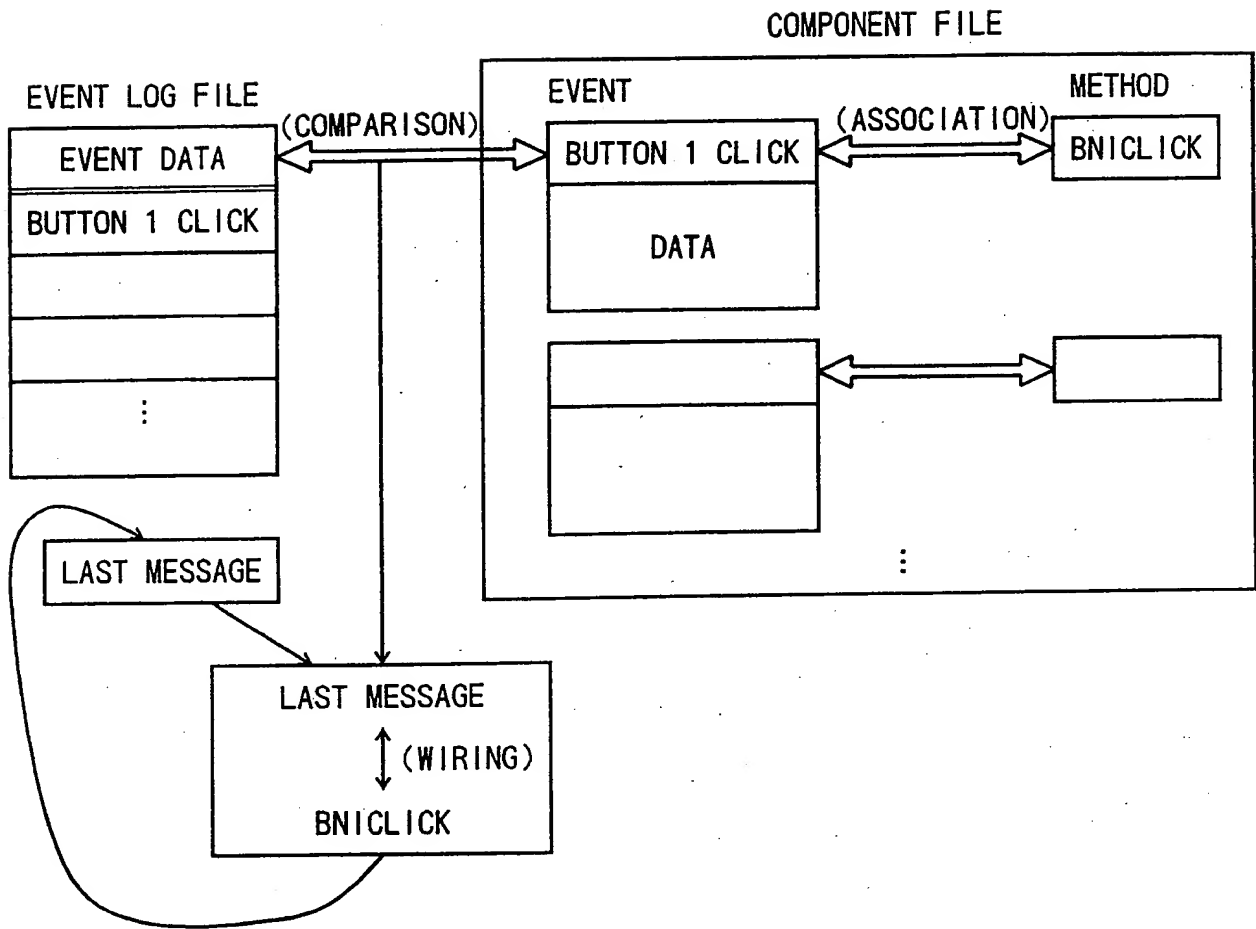 COMPONENT FILE
EVENT LOG FILE
EVENT DATA
BUTTON 1 CLICK
⋮
(COMPARISON)
EVENT
BUTTON 1 CLICK
DATA
(ASSOCIATION)
METHOD
BNICLICK
⋮
LAST MESSAGE
LAST MESSAGE
(WIRING)
BNICLICK